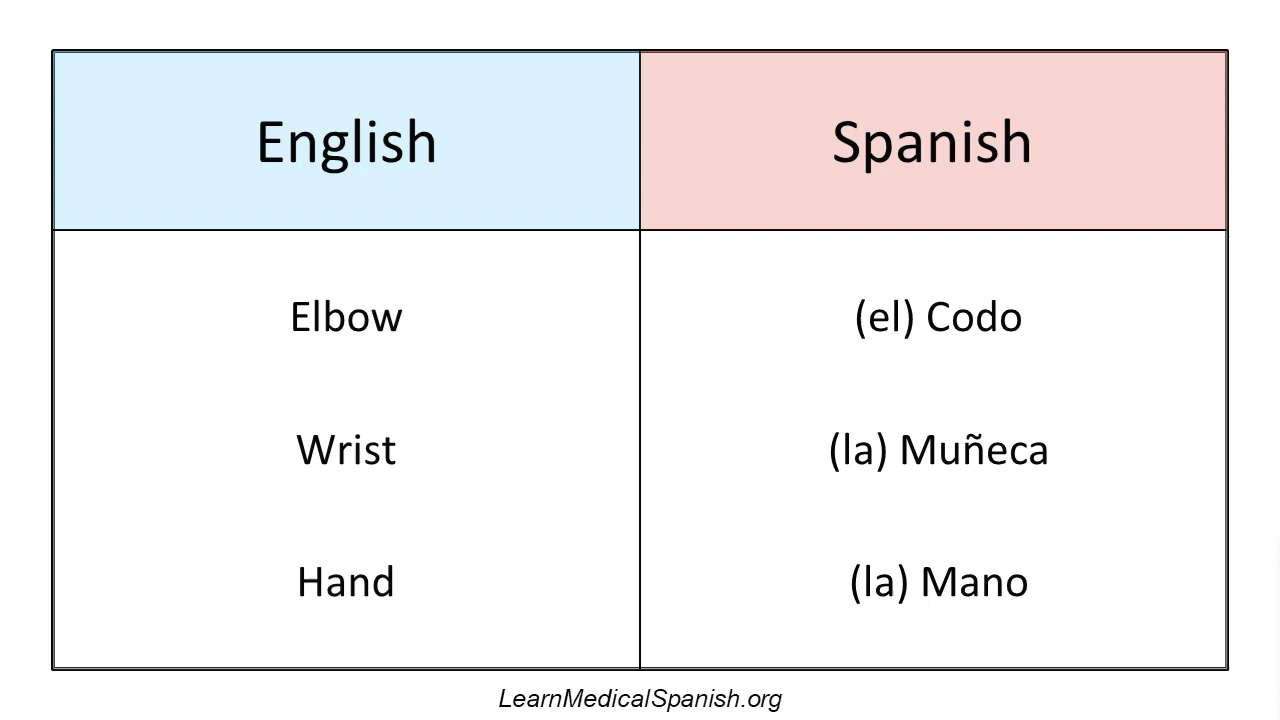 English Spanish
Elbow (el) Codo
Wrist (la) Muñeca
Hand (la) Mano
LearnMedicalSpanish.org